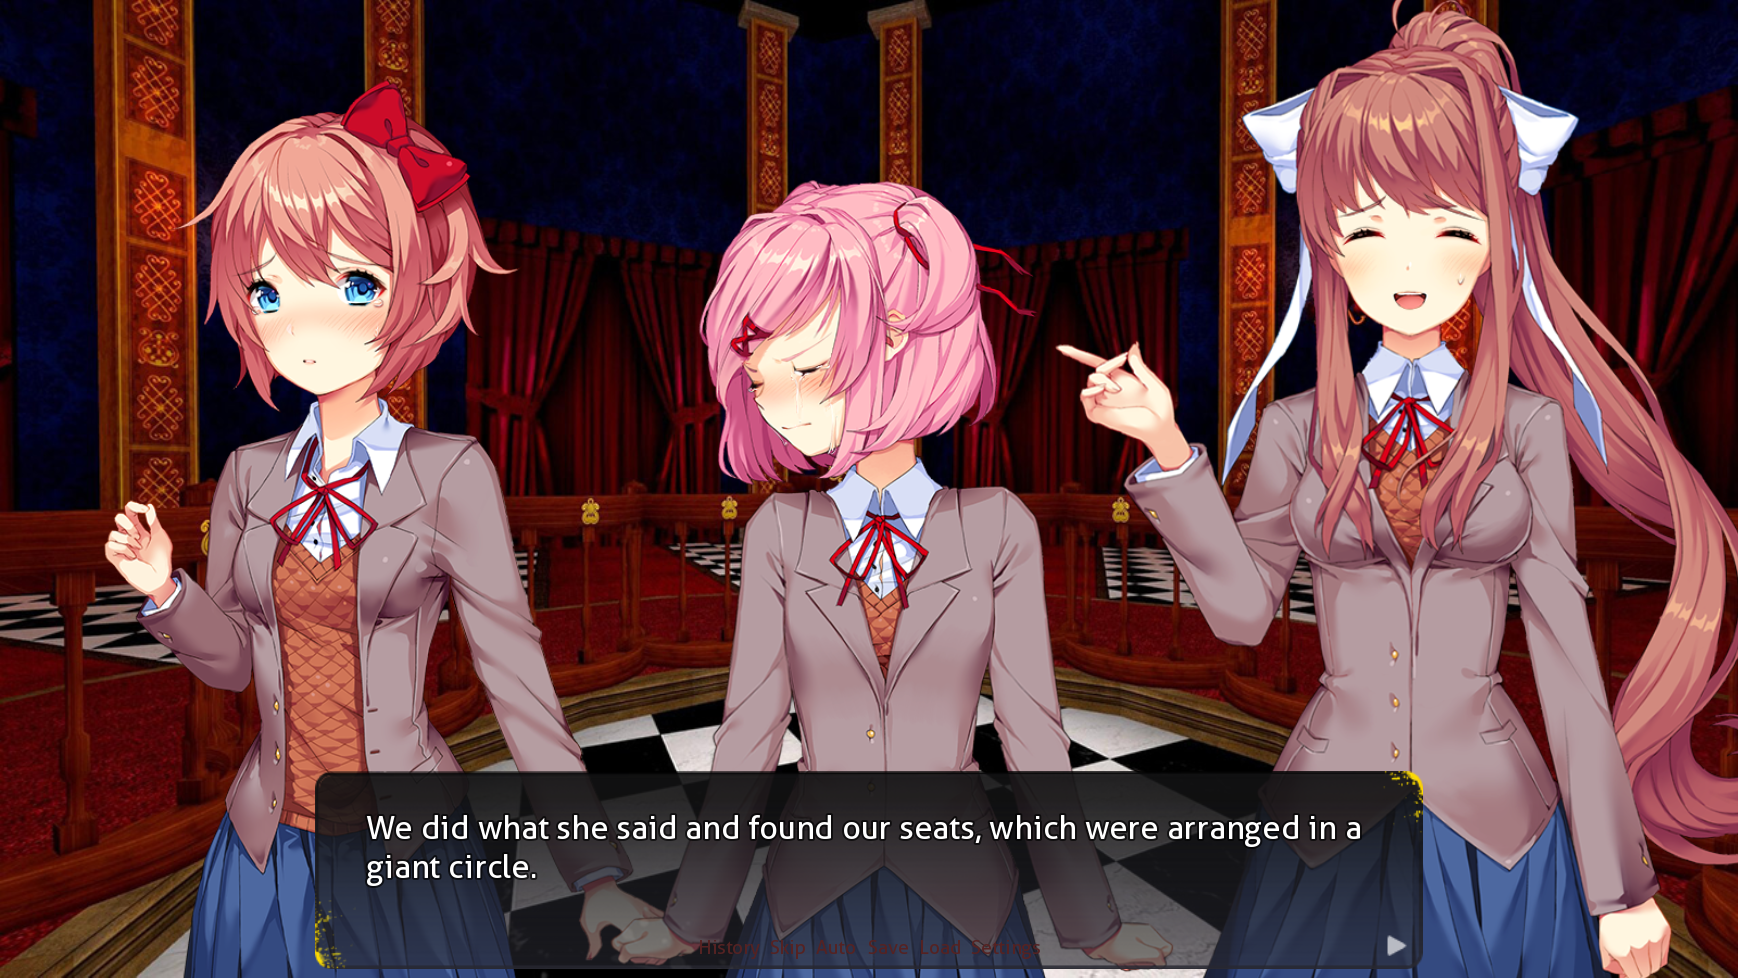 We did what she said and found our seats, which were arranged in a
giant circle.
History Skip Auto Save Load Settings